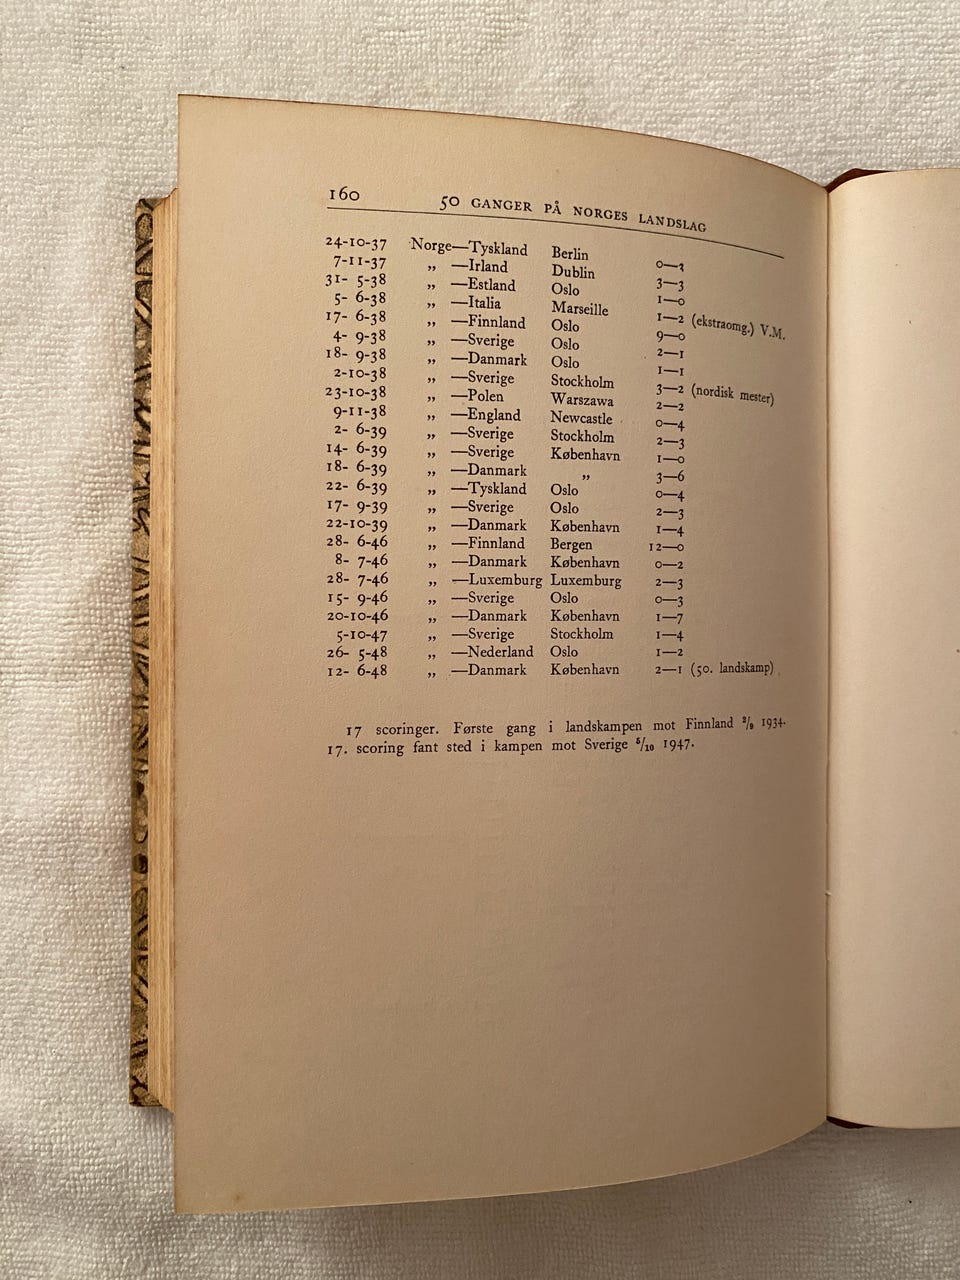 160 50 GANGER PÅ NORGES LANDSLAG
24-10-37 Norge—Tyskland Berlin 0—3
7-11-37 „ —Irland Dublin 3—3
31- 5-38 „ —Estland Oslo 1—0
5- 6-38 „ —Italia Marseille 1—2 (ekstraomg.) V.M.
17- 6-38 „ —Finnland Oslo 9—0
4- 9-38 „ —Sverige Oslo 2—1
18- 9-38 „ —Danmark Oslo 1—1
2-10-38 „ —Sverige Stockholm 3—2 (nordisk mester)
23-10-38 „ —Polen Warszawa 2—2
9-11-38 „ —England Newcastle 0—4
2- 6-39 „ —Sverige Stockholm 2—3
14- 6-39 „ —Sverige København 1—0
18- 6-39 „ —Danmark „ 3—6
22- 6-39 „ —Tyskland Oslo 0—4
17- 9-39 „ —Sverige Oslo 2—3
22-10-39 „ —Danmark København 1—4
28- 6-46 „ —Finnland Bergen 12—0
8- 7-46 „ —Danmark København 0—2
28- 7-46 „ —Luxemburg Luxemburg 2—3
15- 9-46 „ —Sverige Oslo 0—3
20-10-46 „ —Danmark København 1—7
5-10-47 „ —Sverige Stockholm 1—4
26- 5-48 „ —Nederland Oslo 1—2
12- 6-48 „ —Danmark København 2—1 (50. landskamp)
17 scoringer. Første gang i landskampen mot Finnland 2/9 1934.
17. scoring fant sted i kampen mot Sverige 5/10 1947.